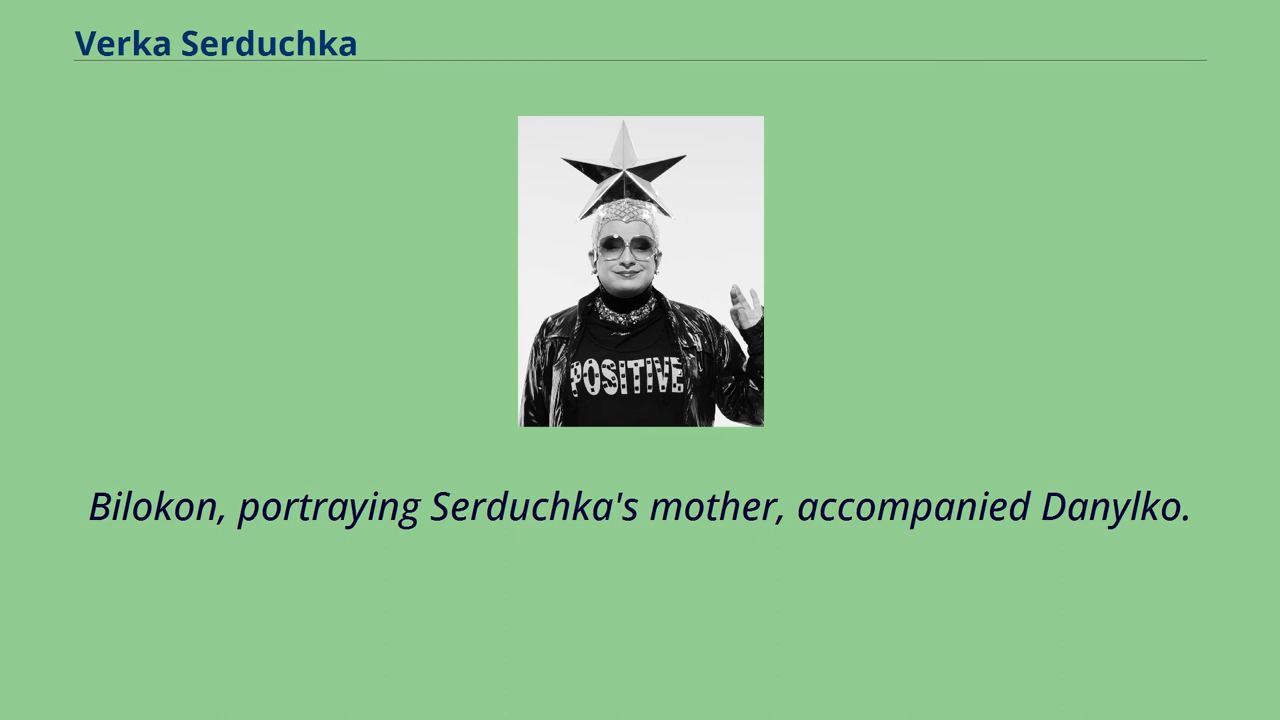 Verka Serduchka
POSITIVE
Bilokon, portraying Serduchka's mother, accompanied Danylko.